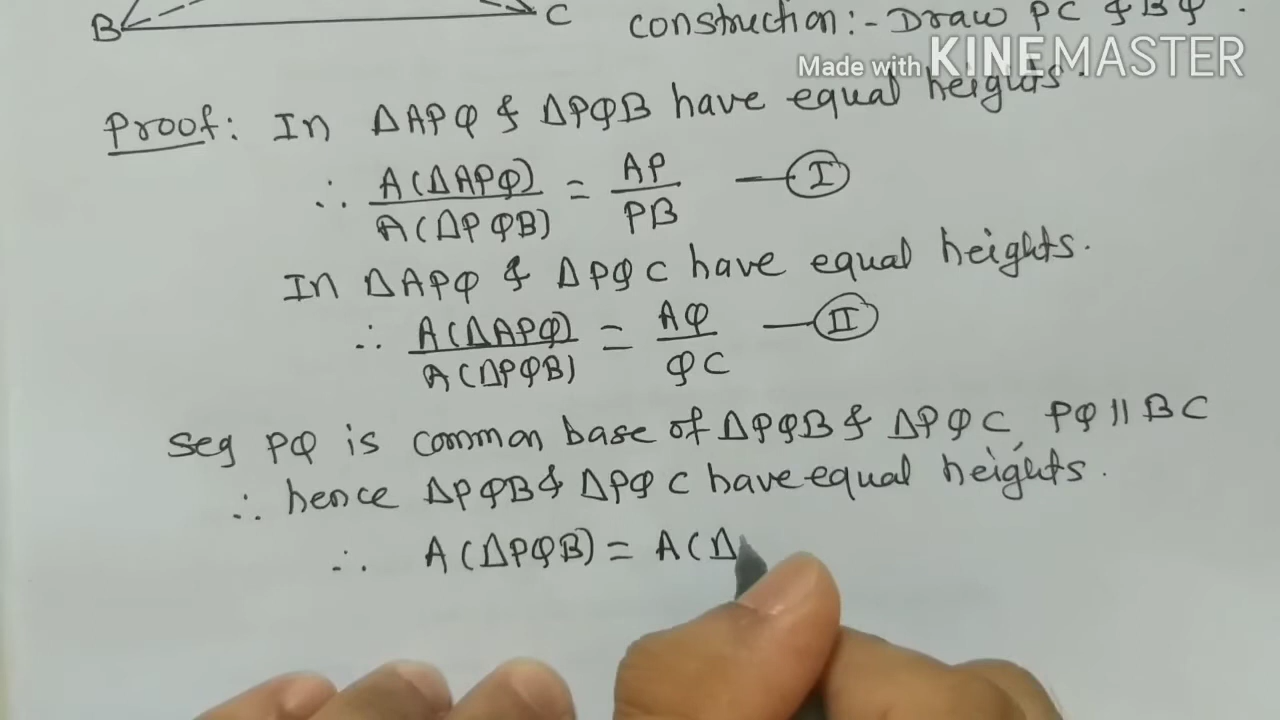 B C construction:- Draw PC & BQ.
Made with KINEMASTER
Proof: In ΔAPQ & ΔPQB have equal heights.
∴ A(ΔAPQ)/A(ΔPQB) = AP/PB —(I)
In ΔAPQ & ΔPQC have equal heights.
∴ A(ΔAPQ)/A(ΔPQB) = AQ/QC —(II)
Seg PQ is common base of ΔPQB & ΔPQC, PQ || BC
∴ hence ΔPQB & ΔPQC have equal heights.
∴ A(ΔPQB) = A(Δ